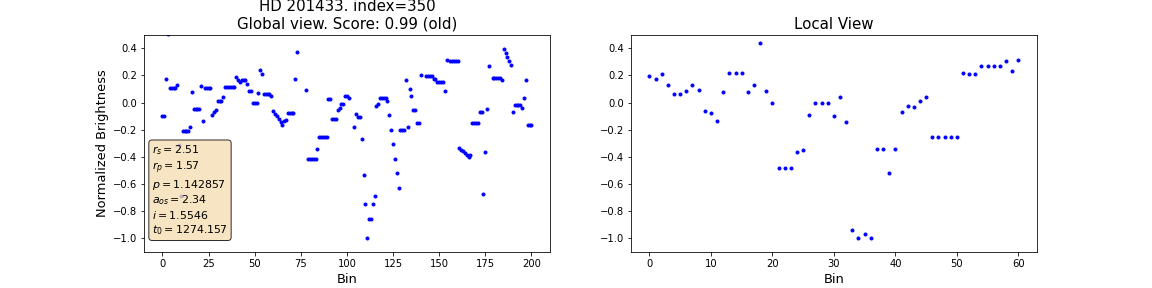 HD 201433. index=350
Global view. Score: 0.99 (old)
Local View
Normalized Brightness
0.4
0.2
0.0
−0.2
−0.4
−0.6
−0.8
−1.0
r_s = 2.51
r_p = 1.57
p = 1.142857
a_os = 2.34
i = 1.5546
t_0 = 1274.157
0 25 50 75 100 125 150 175 200
Bin
0.4
0.2
0.0
−0.2
−0.4
−0.6
−0.8
−1.0
0 10 20 30 40 50 60
Bin